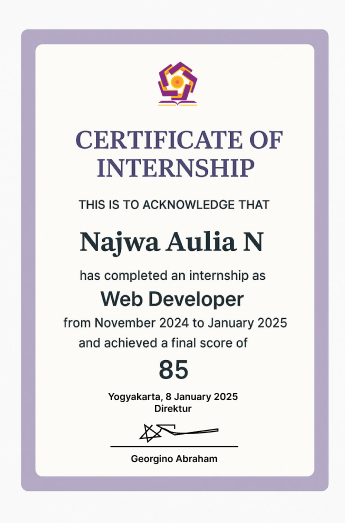 CERTIFICATE OF
INTERNSHIP
THIS IS TO ACKNOWLEDGE THAT
Najwa Aulia N
has completed an internship as
Web Developer
from November 2024 to January 2025
and achieved a final score of
85
Yogyakarta, 8 January 2025
Direktur
Georgino Abraham